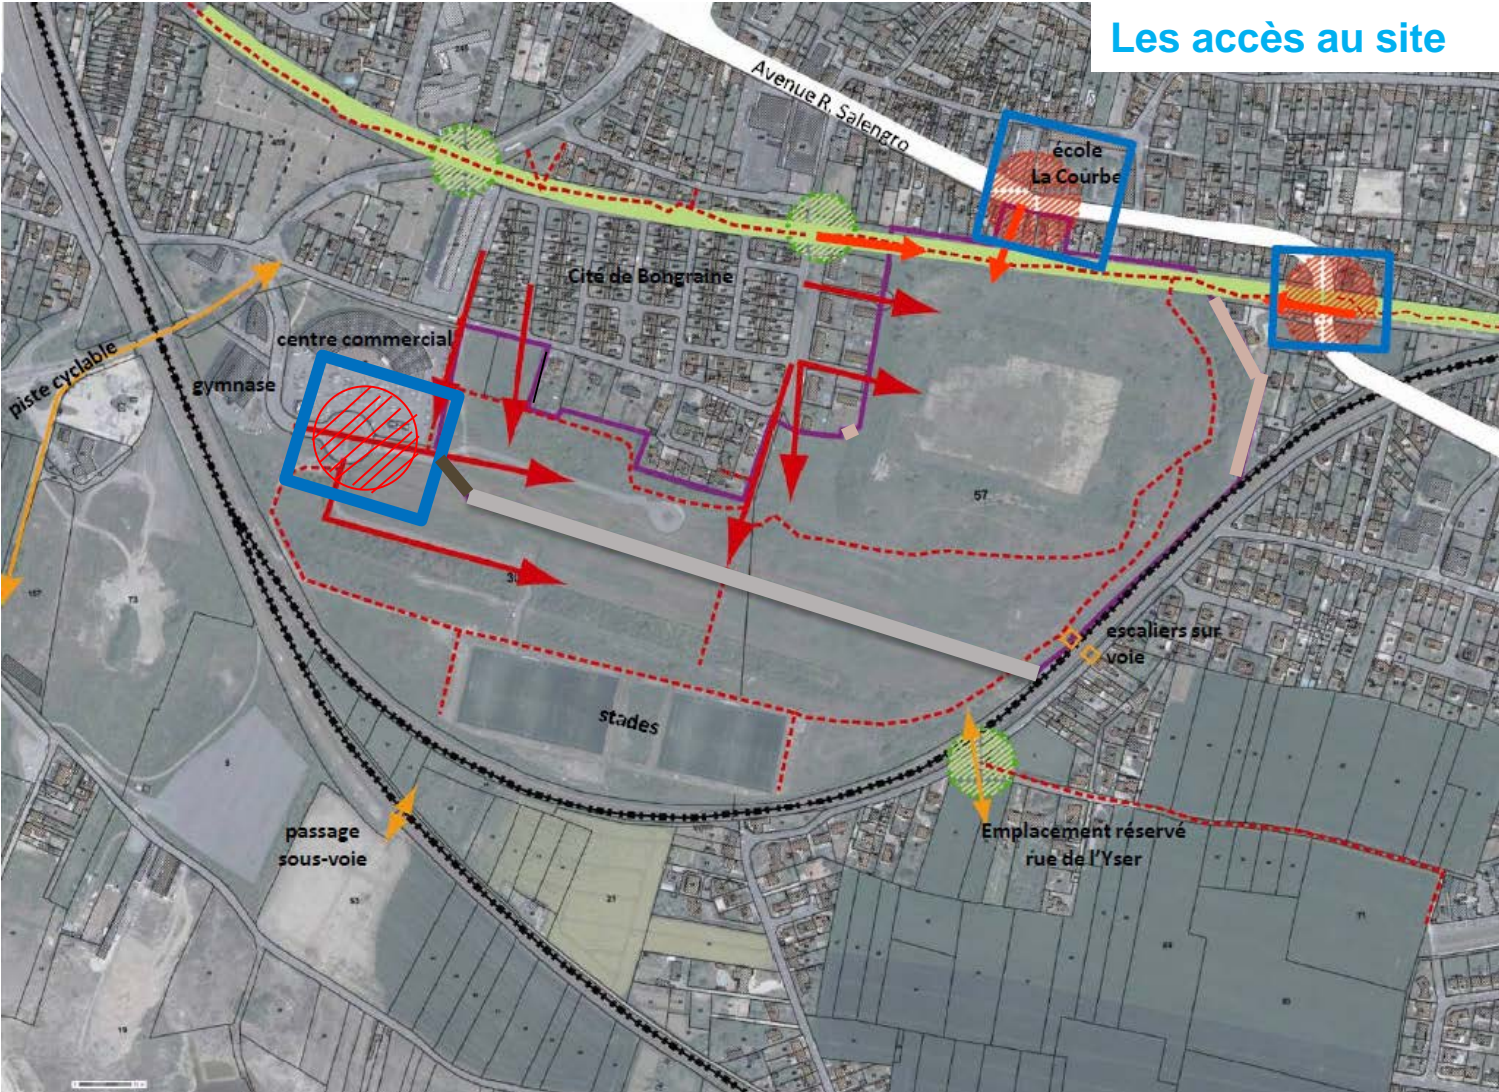 Les accès au site
Avenue R. Salengro
école
La Courbe
Cité de Bongraine
centre commercial
gymnase
piste cyclable
57
73
escaliers sur
voie
stades
passage
sous-voie
Emplacement réservé
rue de l'Yser